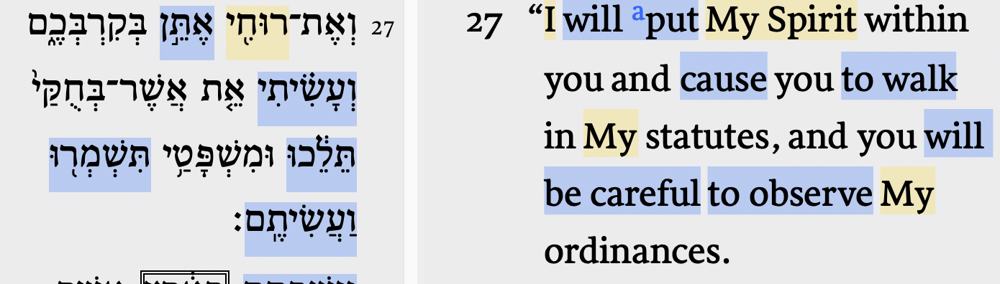 27 וְאֶת־רוּחִ֖י אֶתֵּ֣ן בְּקִרְבְּכֶ֑ם
וְעָשִׂ֗יתִי אֵ֤ת אֲשֶׁר־בְּחֻקַּי֙
תֵּלֵ֔כוּ וּמִשְׁפָּטַ֥י תִּשְׁמְר֖וּ
וַעֲשִׂיתֶֽם׃
27 “I will aput My Spirit within
you and cause you to walk
in My statutes, and you will
be careful to observe My
ordinances.